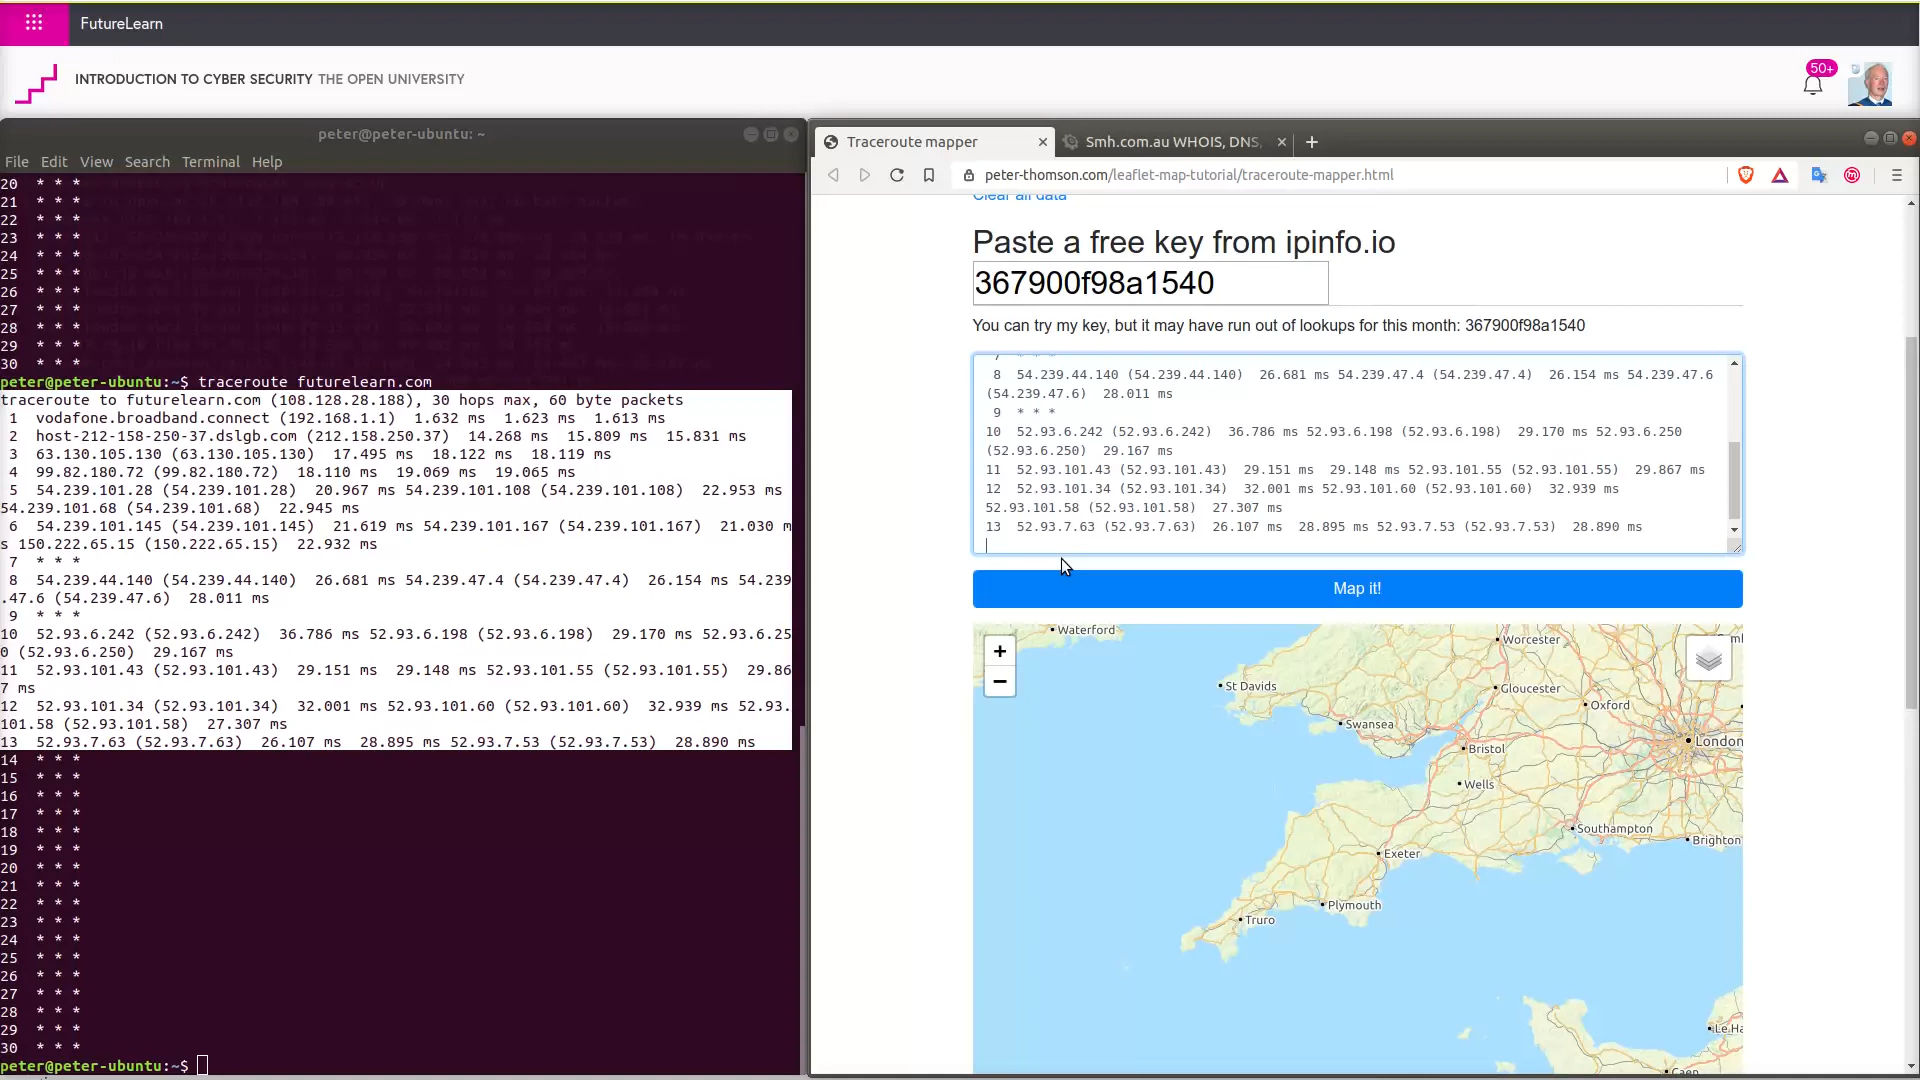 FutureLearn
INTRODUCTION TO CYBER SECURITY THE OPEN UNIVERSITY
50+
peter@peter-ubuntu: ~
File Edit View Search Terminal Help
20 * * *
21 * * *
22 * * *
23 * * *
24 * * *
25 * * *
26 * * *
27 * * *
28 * * *
29 * * *
30 * * *
peter@peter-ubuntu:~$ traceroute futurelearn.com
traceroute to futurelearn.com (108.128.28.188), 30 hops max, 60 byte packets
1 vodafone.broadband.connect (192.168.1.1) 1.632 ms 1.623 ms 1.613 ms
2 host-212-158-250-37.dslgb.com (212.158.250.37) 14.268 ms 15.809 ms 15.831 ms
3 63.130.105.130 (63.130.105.130) 17.495 ms 18.122 ms 18.119 ms
4 99.82.180.72 (99.82.180.72) 18.110 ms 19.069 ms 19.065 ms
5 54.239.101.28 (54.239.101.28) 20.967 ms 54.239.101.108 (54.239.101.108) 22.953 ms
54.239.101.68 (54.239.101.68) 22.945 ms
6 54.239.101.145 (54.239.101.145) 21.619 ms 54.239.101.167 (54.239.101.167) 21.030 m
s 150.222.65.15 (150.222.65.15) 22.932 ms
7 * * *
8 54.239.44.140 (54.239.44.140) 26.681 ms 54.239.47.4 (54.239.47.4) 26.154 ms 54.239
.47.6 (54.239.47.6) 28.011 ms
9 * * *
10 52.93.6.242 (52.93.6.242) 36.786 ms 52.93.6.198 (52.93.6.198) 29.170 ms 52.93.6.25
0 (52.93.6.250) 29.167 ms
11 52.93.101.43 (52.93.101.43) 29.151 ms 29.148 ms 52.93.101.55 (52.93.101.55) 29.86
7 ms
12 52.93.101.34 (52.93.101.34) 32.001 ms 52.93.101.60 (52.93.101.60) 32.939 ms 52.93.
101.58 (52.93.101.58) 27.307 ms
13 52.93.7.63 (52.93.7.63) 26.107 ms 28.895 ms 52.93.7.53 (52.93.7.53) 28.890 ms
14 * * *
15 * * *
16 * * *
17 * * *
18 * * *
19 * * *
20 * * *
21 * * *
22 * * *
23 * * *
24 * * *
25 * * *
26 * * *
27 * * *
28 * * *
29 * * *
30 * * *
peter@peter-ubuntu:~$
Traceroute mapper
Smh.com.au WHOIS, DNS,
peter-thomson.com/leaflet-map-tutorial/traceroute-mapper.html
Clear all data
Paste a free key from ipinfo.io
367900f98a1540
You can try my key, but it may have run out of lookups for this month: 367900f98a1540
7 * * *
8 54.239.44.140 (54.239.44.140) 26.681 ms 54.239.47.4 (54.239.47.4) 26.154 ms 54.239.47.6
(54.239.47.6) 28.011 ms
9 * * *
10 52.93.6.242 (52.93.6.242) 36.786 ms 52.93.6.198 (52.93.6.198) 29.170 ms 52.93.6.250
(52.93.6.250) 29.167 ms
11 52.93.101.43 (52.93.101.43) 29.151 ms 29.148 ms 52.93.101.55 (52.93.101.55) 29.867 ms
12 52.93.101.34 (52.93.101.34) 32.001 ms 52.93.101.60 (52.93.101.60) 32.939 ms
52.93.101.58 (52.93.101.58) 27.307 ms
13 52.93.7.63 (52.93.7.63) 26.107 ms 28.895 ms 52.93.7.53 (52.93.7.53) 28.890 ms
Map it!
+
−
Waterford
Worcester
St Davids
Gloucester
Oxford
Swansea
London
Bristol
Wells
Southampton
Brighton
Exeter
Plymouth
Truro
Le Ha
Caen